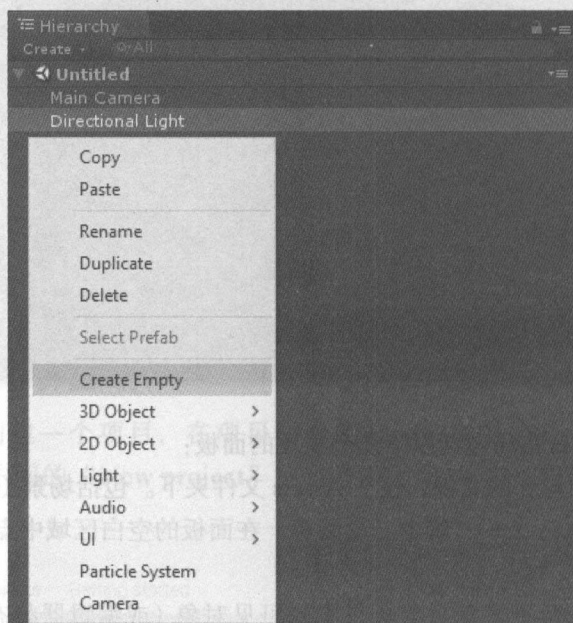 Hierarchy
Create
All
Untitled
Main Camera
Directional Light
Copy
Paste
Rename
Duplicate
Delete
Select Prefab
Create Empty
3D Object >
2D Object >
Light >
Audio >
UI >
Particle System
Camera